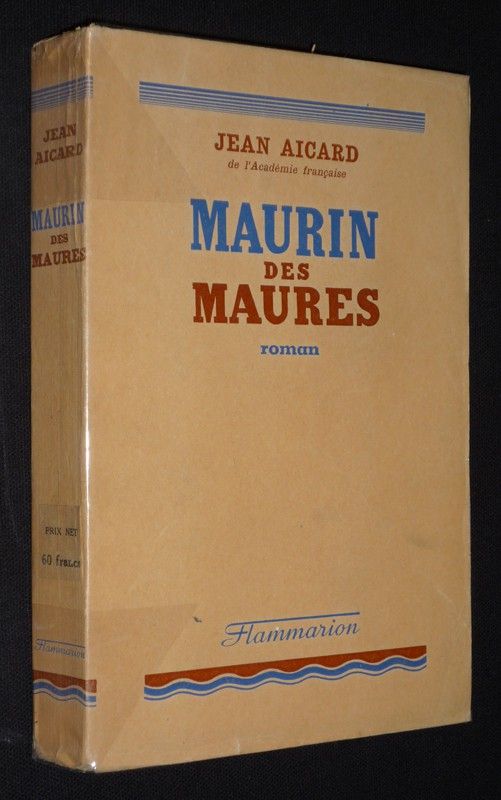 JEAN
AICARD
MAURIN
DES
MAURES
PRIX NET
60 francs
Flammarion
JEAN AICARD
de l'Académie française
MAURIN
DES
MAURES
roman
Flammarion